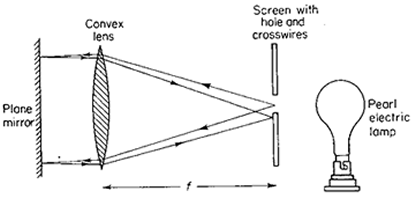 Convex
lens
Screen with
hole and
crosswires
Plane
mirror
Pearl
electric
lamp
f